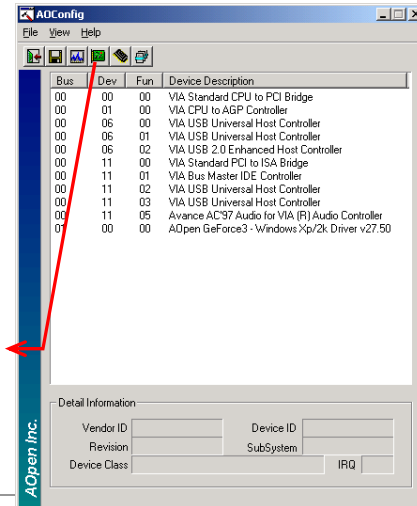 AOConfig
File View Help
Bus Dev Fun Device Description
00 00 00 VIA Standard CPU to PCI Bridge
00 01 00 VIA CPU to AGP Controller
00 06 00 VIA USB Universal Host Controller
00 06 01 VIA USB Universal Host Controller
00 06 02 VIA USB 2.0 Enhanced Host Controller
00 11 00 VIA Standard PCI to ISA Bridge
00 11 01 VIA Bus Master IDE Controller
00 11 02 VIA USB Universal Host Controller
00 11 03 VIA USB Universal Host Controller
00 11 05 Avance AC'97 Audio for VIA (R) Audio Controller
01 00 00 AOpen GeForce3 - Windows Xp/2k Driver v27.50
Detail Information
Vendor ID Device ID
Revision SubSystem
Device Class IRQ
AOpen Inc.